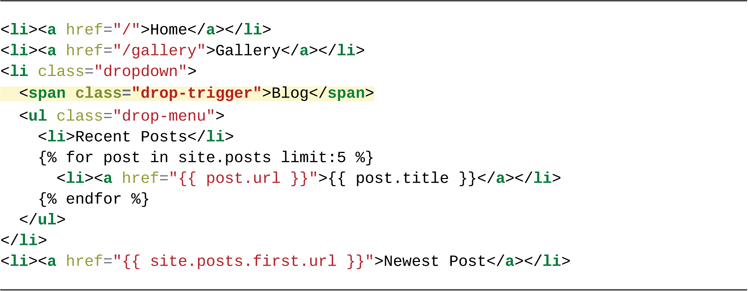 <li><a href="/">Home</a></li>
<li><a href="/gallery">Gallery</a></li>
<li class="dropdown">
  <span class="drop-trigger">Blog</span>
  <ul class="drop-menu">
    <li>Recent Posts</li>
    {% for post in site.posts limit:5 %}
      <li><a href="{{ post.url }}">{{ post.title }}</a></li>
    {% endfor %}
  </ul>
</li>
<li><a href="{{ site.posts.first.url }}">Newest Post</a></li>